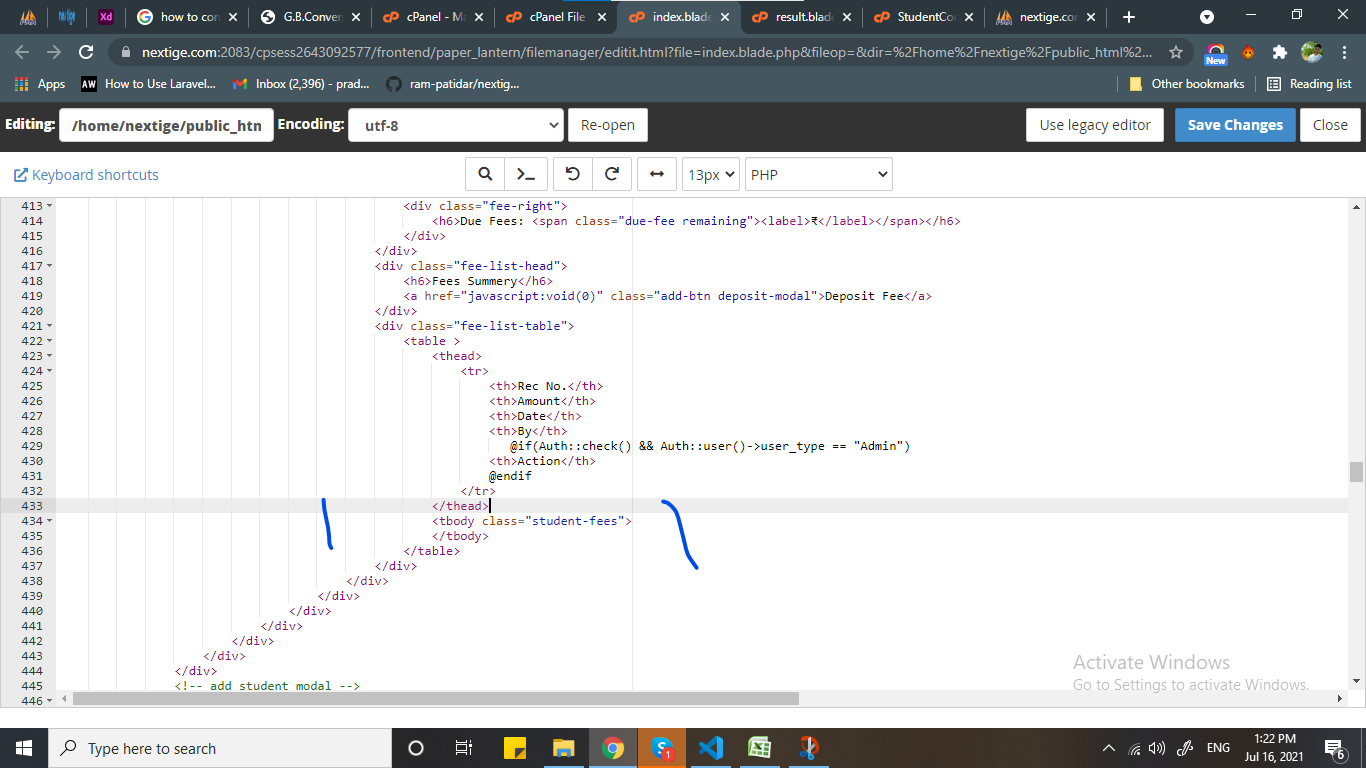 how to con
G.B.Conven
cPanel - Ma
cPanel File
index.blade
result.blade
StudentCon
nextige.con
nextige.com:2083/cpsess2643092577/frontend/paper_lantern/filemanager/editit.html?file=index.blade.php&fileop=&dir=%2Fhome%2Fnextige%2Fpublic_html%2...
New
Apps
AW How to Use Laravel...
Inbox (2,396) - prad...
ram-patidar/nextig...
Other bookmarks
Reading list
Editing: /home/nextige/public_htn Encoding: utf-8 Re-open Use legacy editor Save Changes Close
Keyboard shortcuts 13px PHP
413 <div class="fee-right">
414 <h6>Due Fees: <span class="due-fee remaining"><label>₹</label></span></h6>
415 </div>
416 </div>
417 <div class="fee-list-head">
418 <h6>Fees Summery</h6>
419 <a href="javascript:void(0)" class="add-btn deposit-modal">Deposit Fee</a>
420 </div>
421 <div class="fee-list-table">
422 <table >
423 <thead>
424 <tr>
425 <th>Rec No.</th>
426 <th>Amount</th>
427 <th>Date</th>
428 <th>By</th>
429 @if(Auth::check() && Auth::user()->user_type == "Admin")
430 <th>Action</th>
431 @endif
432 </tr>
433 </thead>
434 <tbody class="student-fees">
435 </tbody>
436 </table>
437 </div>
438 </div>
439 </div>
440 </div>
441 </div>
442 </div>
443 </div>
444 </div>
445 <!-- add student modal -->
446
Activate Windows
Go to Settings to activate Windows.
Type here to search
ENG
1:22 PM
Jul 16, 2021
6